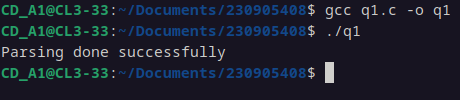 CD_A1@CL3-33:~/Documents/230905408$ gcc q1.c -o q1
CD_A1@CL3-33:~/Documents/230905408$ ./q1
Parsing done successfully
CD_A1@CL3-33:~/Documents/230905408$